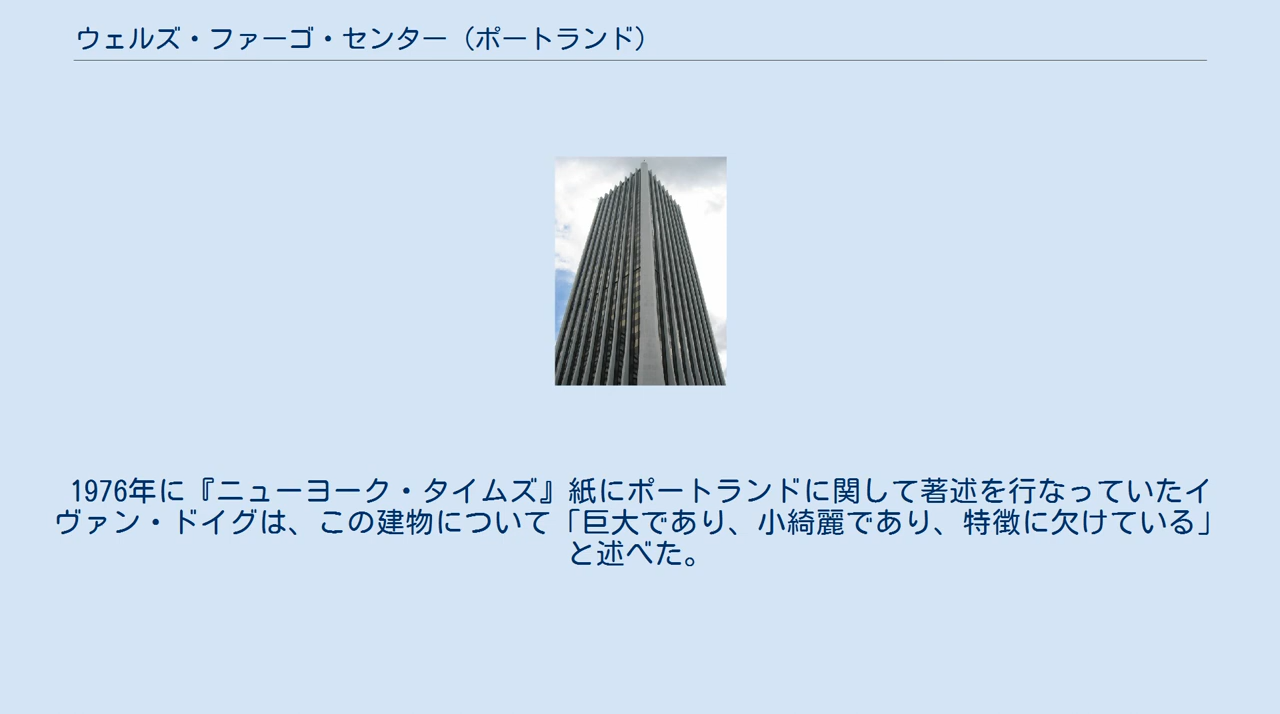 ウェルズ・ファーゴ・センター（ポートランド）
1976年に『ニューヨーク・タイムズ』紙にポートランドに関して著述を行なっていたイ
ヴァン・ドイグは、この建物について「巨大であり、小綺麗であり、特徴に欠けている」
と述べた。